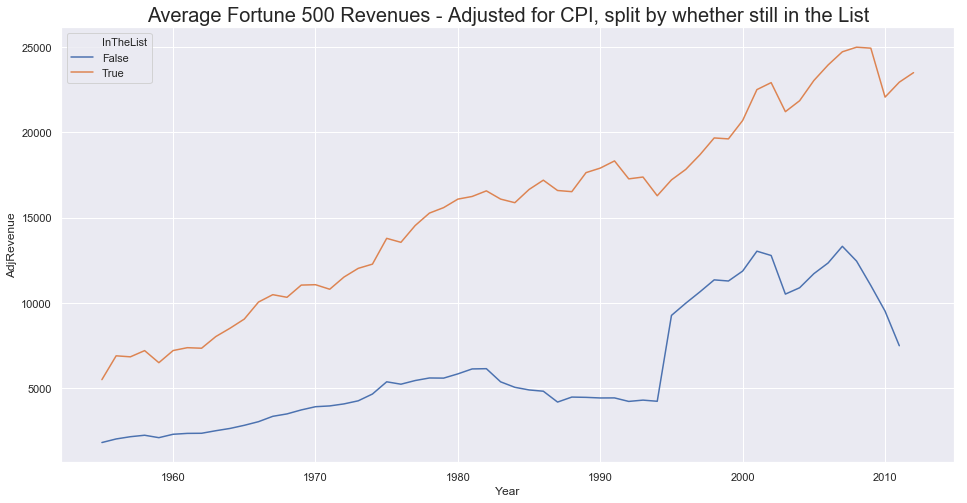 Average Fortune 500 Revenues - Adjusted for CPI, split by whether still in the List
InTheList
False
True
25000
20000
15000
10000
5000
AdjRevenue
1960 1970 1980 1990 2000 2010
Year